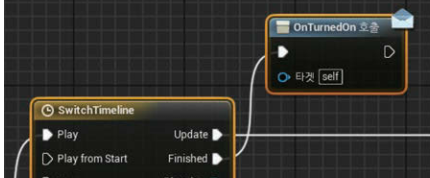 OnTurnedOn 호출
타겟 self
SwitchTimeline
Play Update
Play from Start Finished